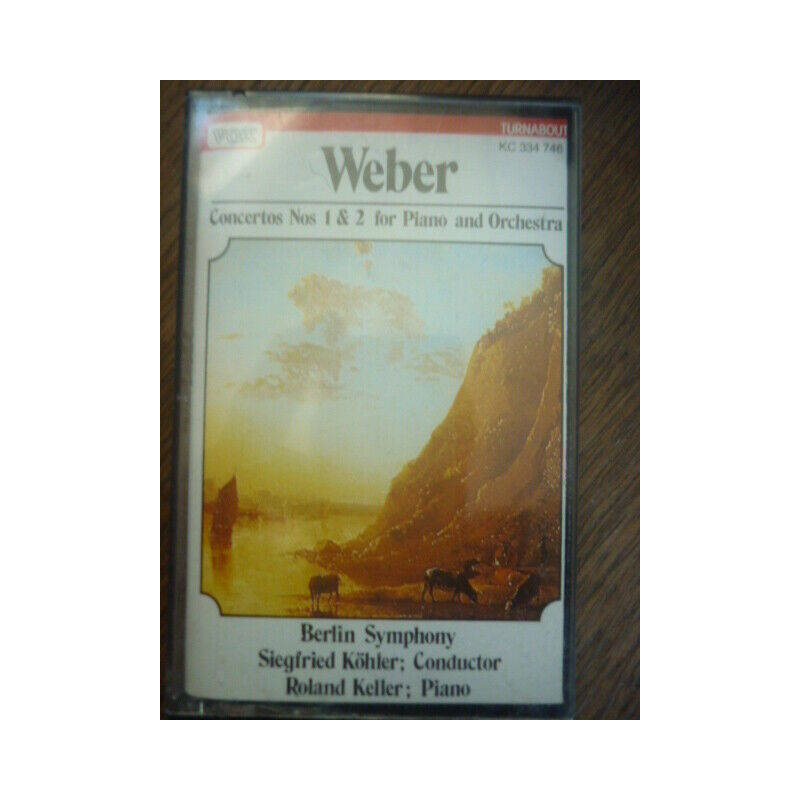 TURNABOUT
KC 334 746
Weber
Concertos Nos 1 & 2 for Piano and Orchestra
Berlin Symphony
Siegfried Köhler; Conductor
Roland Keller; Piano